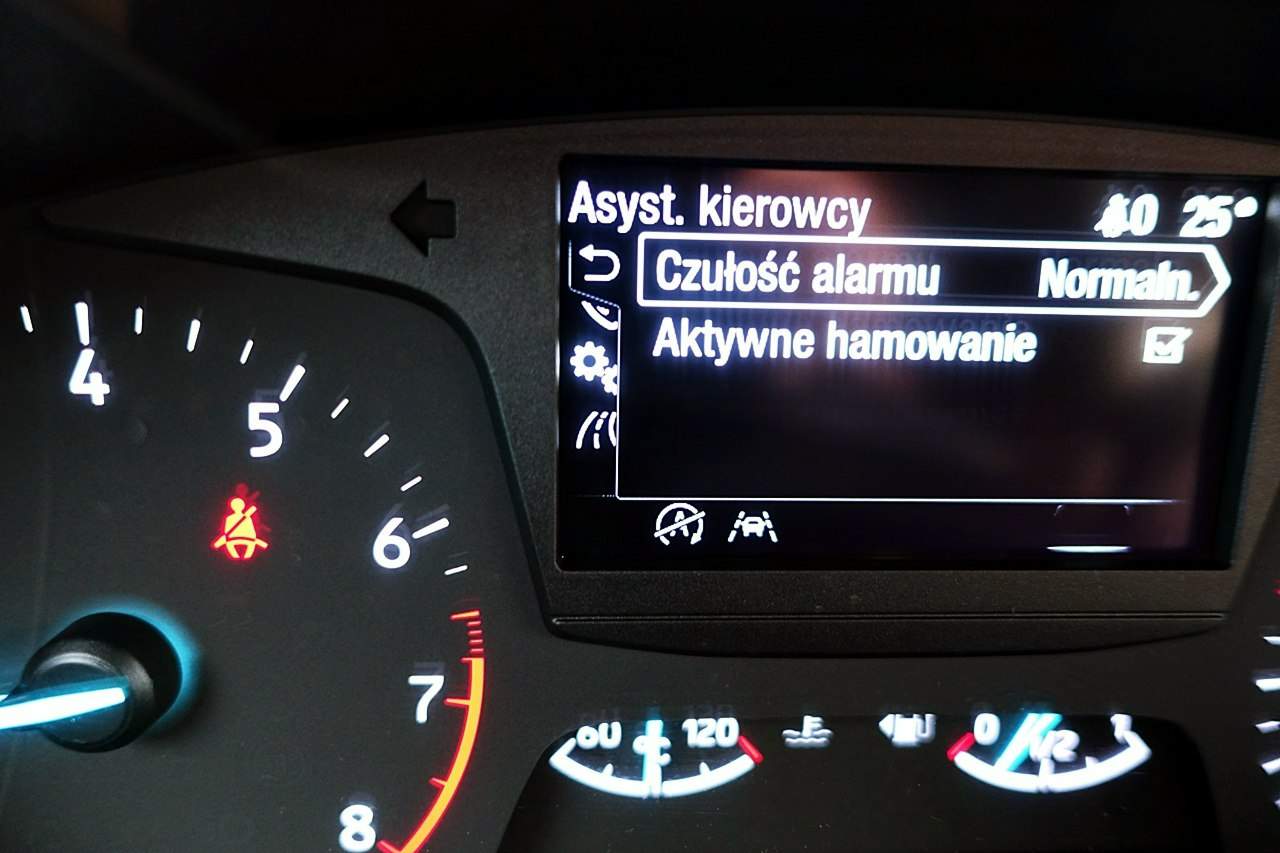 Asyst. kierowcy 0 25°
Czułość alarmu Normaln.
Aktywne hamowanie
A
4
5
6
7
8
60 °C 120
0 1/2 1